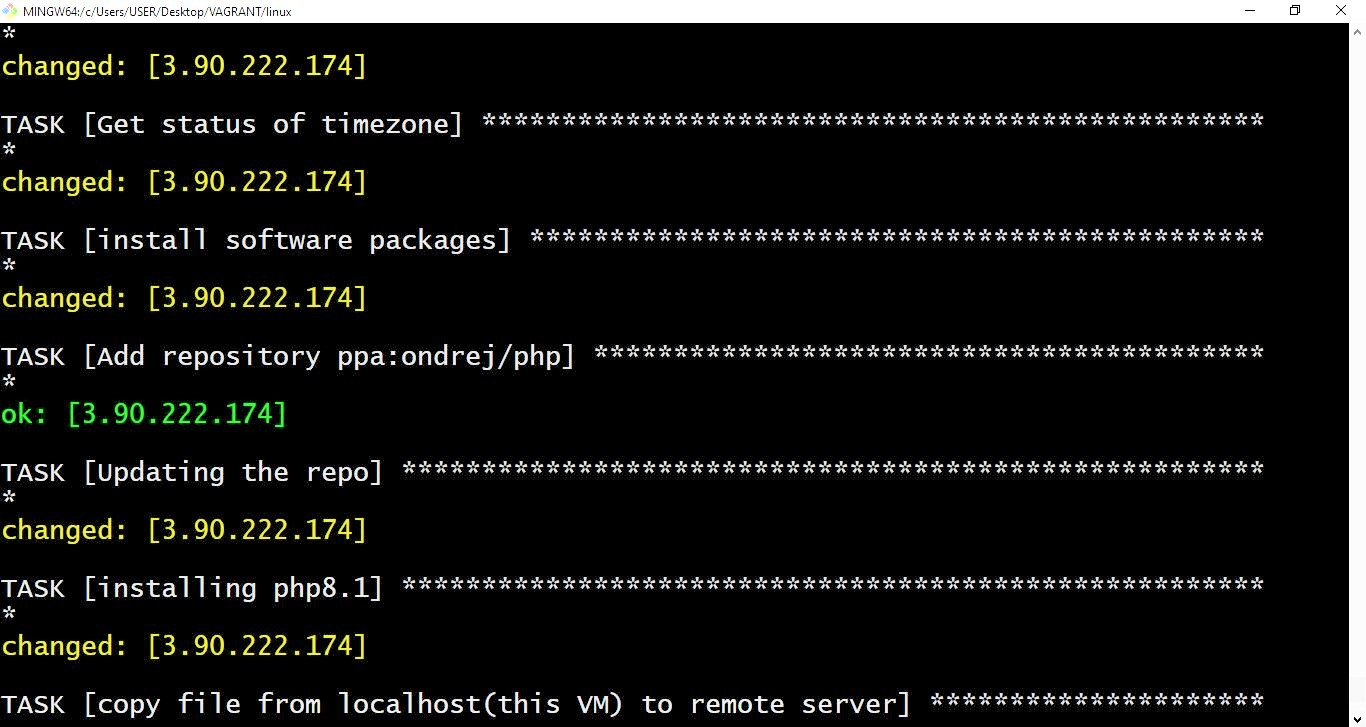 MINGW64:/c/Users/USER/Desktop/VAGRANT/linux
*
changed: [3.90.222.174]
TASK [Get status of timezone] *************************************************
*
changed: [3.90.222.174]
TASK [install software packages] **********************************************
*
changed: [3.90.222.174]
TASK [Add repository ppa:ondrej/php] ******************************************
*
ok: [3.90.222.174]
TASK [Updating the repo] ******************************************************
*
changed: [3.90.222.174]
TASK [installing php8.1] ******************************************************
*
changed: [3.90.222.174]
TASK [copy file from localhost(this VM) to remote server] *********************